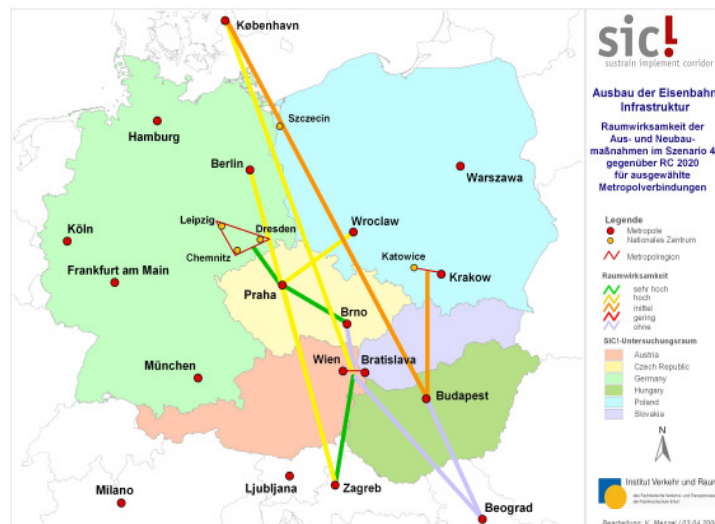 København
Szczecin
Hamburg
Berlin
Warszawa
Leipzig
Dresden
Wroclaw
Köln
Chemnitz
Katowice
Krakow
Frankfurt am Main
Praha
Brno
Wien
Bratislava
München
Budapest
Ljubljana
Zagreb
Milano
Beograd
sic!
sustrain implement corridor
Ausbau der Eisenbahn
Infrastruktur
Raumwirksamkeit der
Aus- und Neubau-
maßnahmen im Szenario 4
gegenüber RC 2020
für ausgewählte
Metropolverbindungen
Legende
Metropole
Nationales Zentrum
Metropolregion
Raumwirksamkeit
sehr hoch
hoch
mittel
gering
ohne
SIC!-Untersuchungsraum
Austria
Czech Republic
Germany
Hungary
Poland
Slovakia
N
Institut Verkehr und Raum